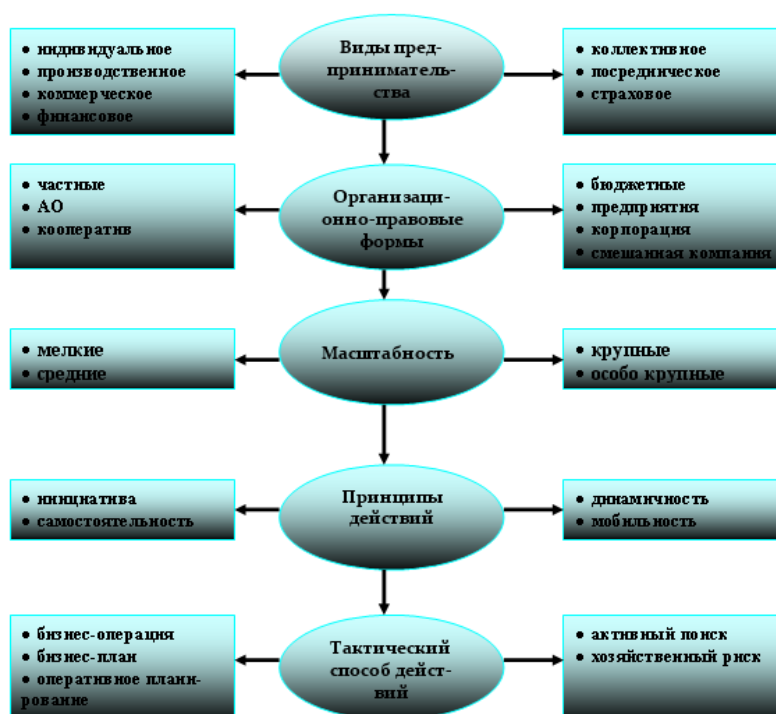 • индивидуальное
• производственное
• коммерческое
• финансовое
Виды пред-
приниматель-
ства
• коллективное
• посредническое
• страховое
• частные
• АО
• кооператив
Организаци-
онно-правовые
формы
• бюджетные
• предприятия
• корпорация
• смешанная компания
• мелкие
• средние
Масштабность
• крупные
• особо крупные
• инициатива
• самостоятельность
Принципы
действий
• динамичность
• мобильность
• бизнес-операция
• бизнес-план
• оперативное плани-
рование
Тактический
способ дейст-
вий
• активный поиск
• хозяйственный риск